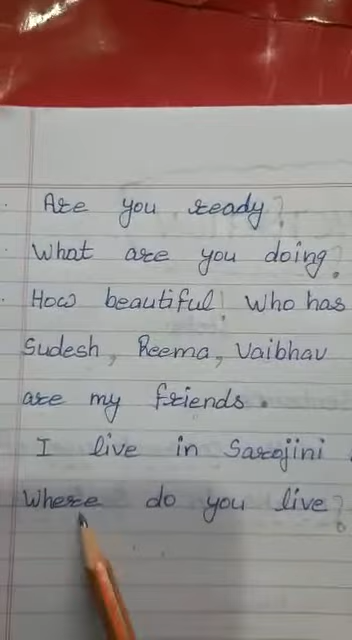 Are you ready?
What are you doing?
How beautiful! Who has
Sudesh, Reema, Vaibhav
are my friends.
I live in Sarojini.
Where do you live?